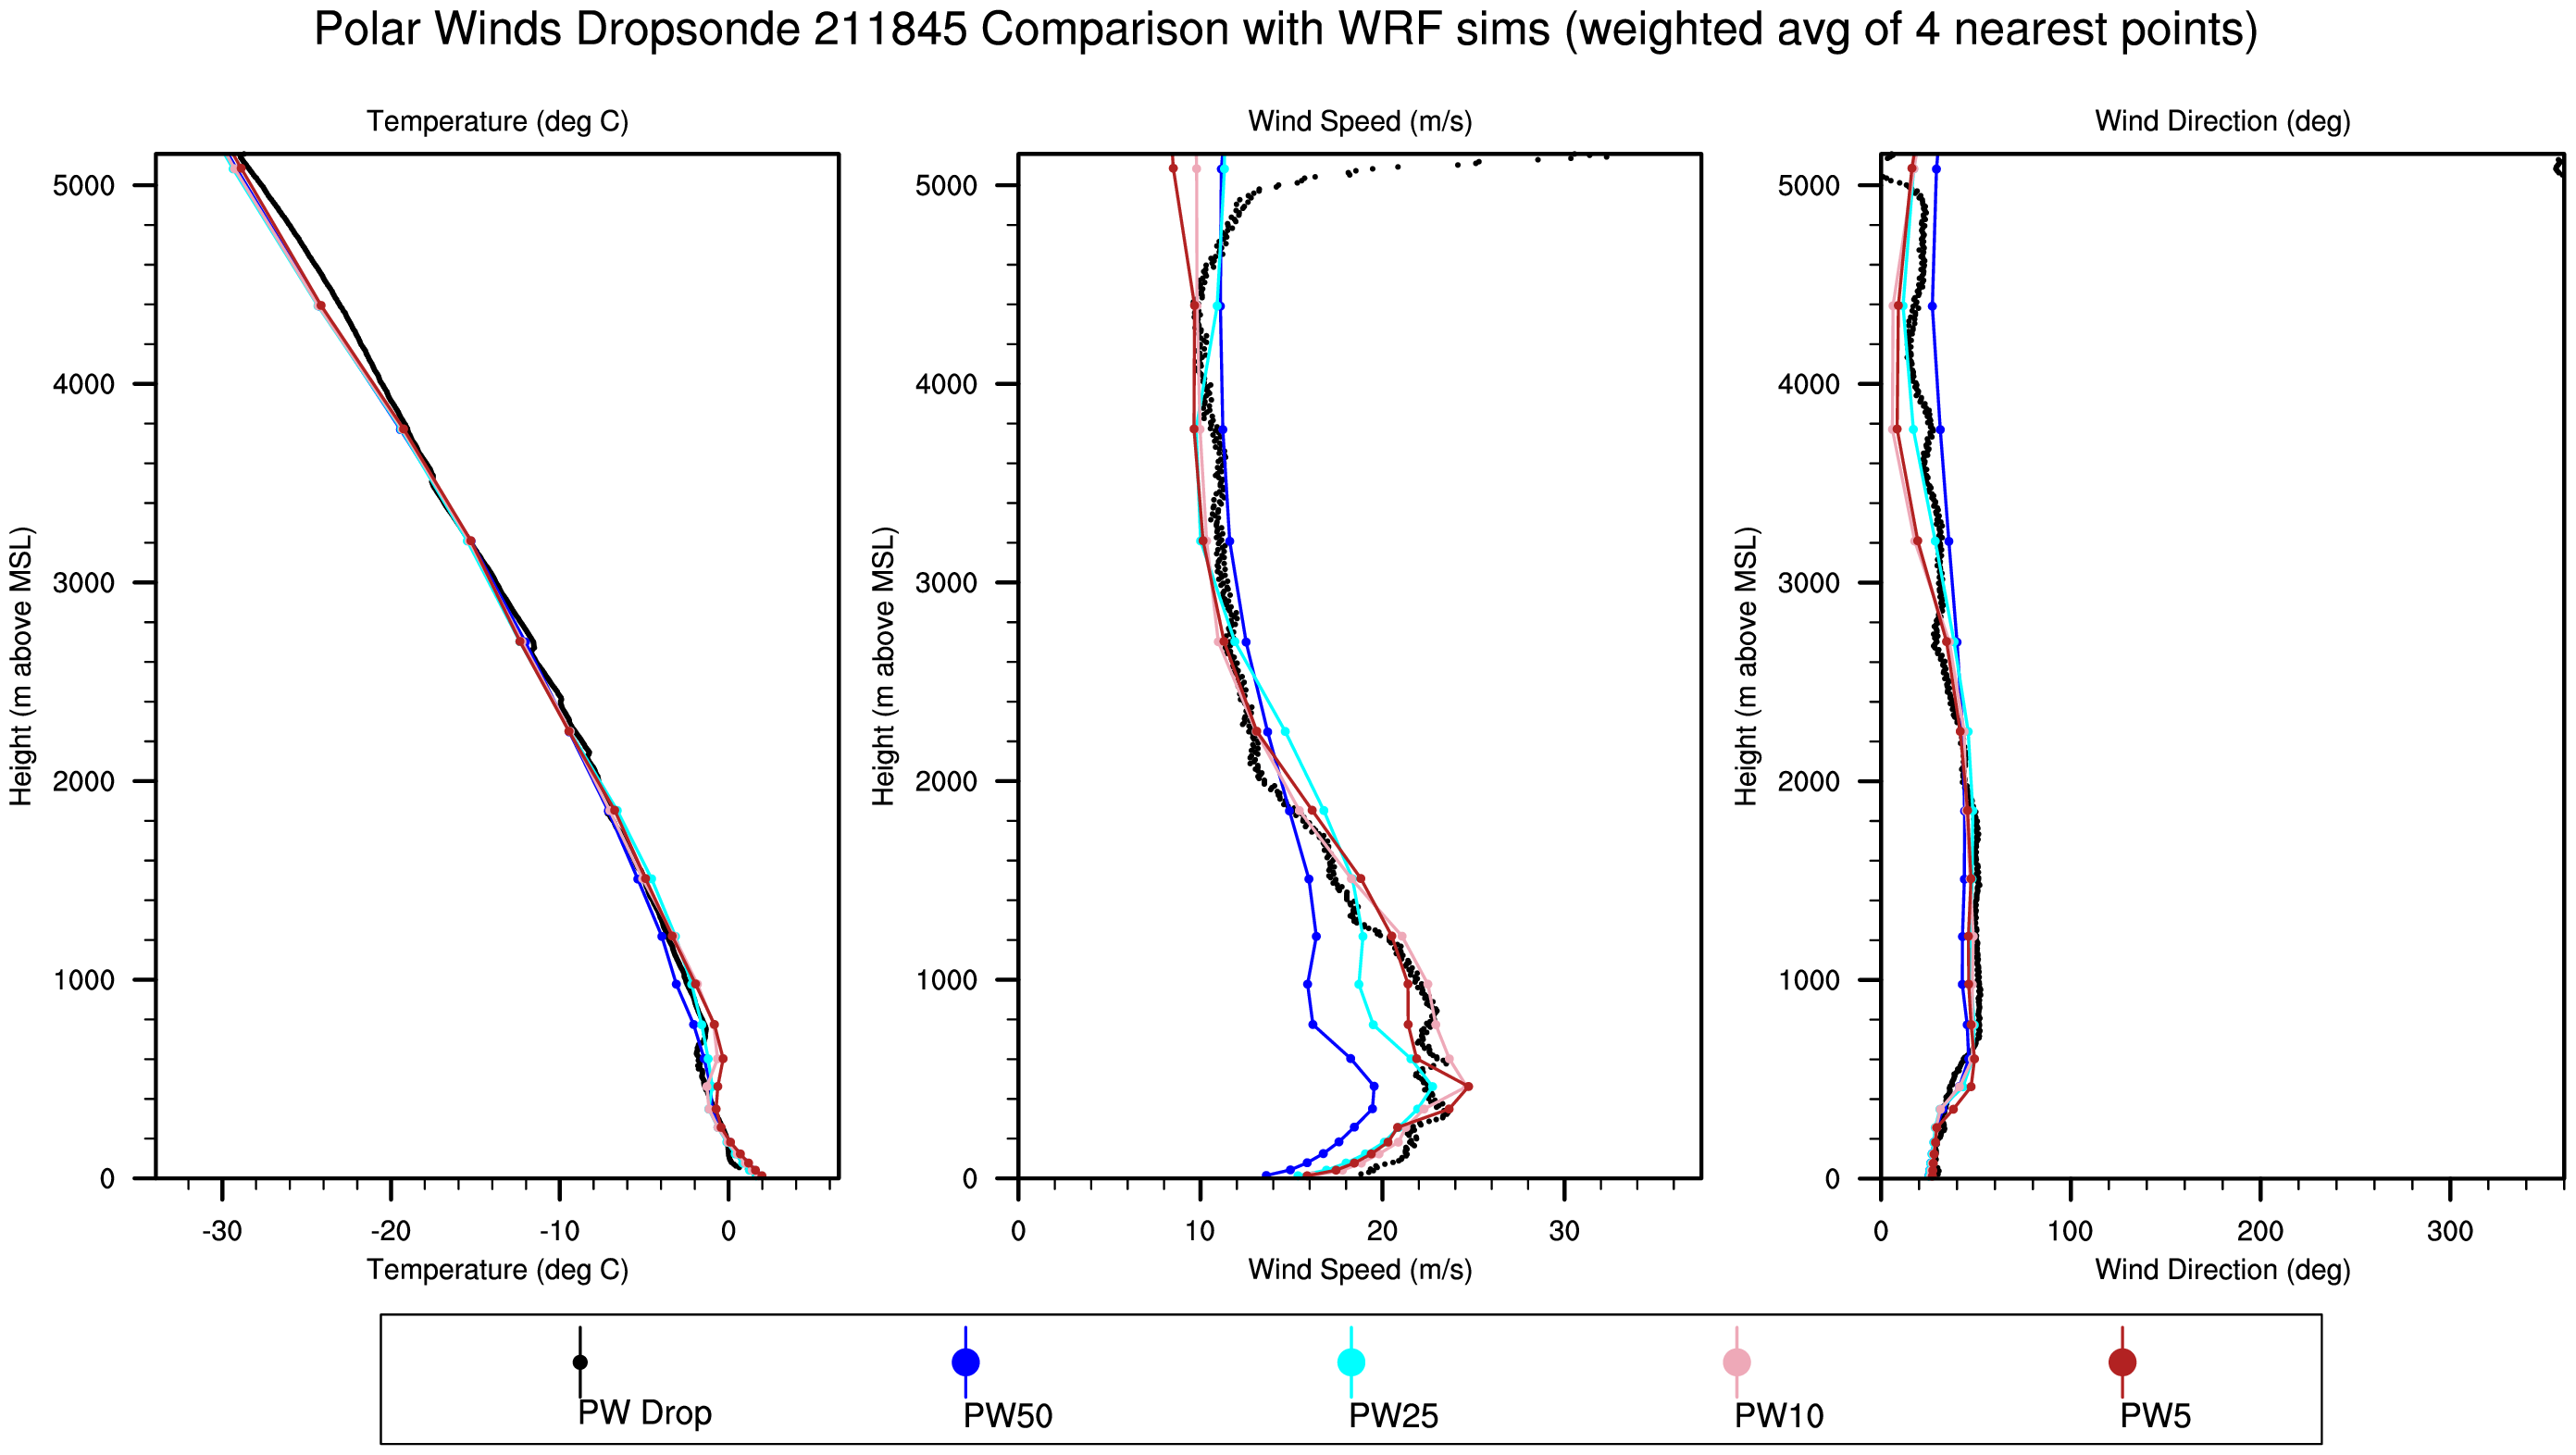 Polar Winds Dropsonde 211845 Comparison with WRF sims (weighted avg of 4 nearest points)
Temperature (deg C)
Wind Speed (m/s)
Wind Direction (deg)
Height (m above MSL)
5000
4000
3000
2000
1000
0
-30
-20
-10
0
Temperature (deg C)
Height (m above MSL)
5000
4000
3000
2000
1000
0
0
10
20
30
Wind Speed (m/s)
Height (m above MSL)
5000
4000
3000
2000
1000
0
0
100
200
300
Wind Direction (deg)
PW Drop
PW50
PW25
PW10
PW5